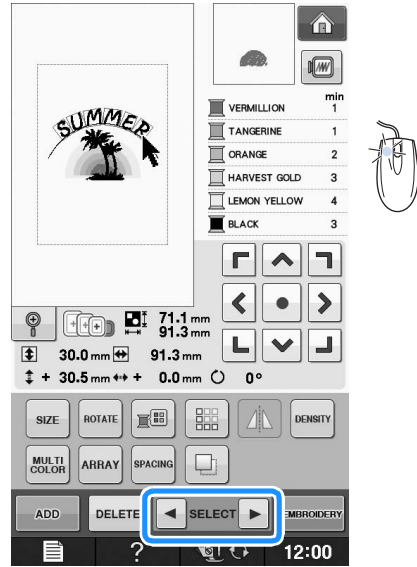 SUMMER
min
VERMILLION 1
TANGERINE 1
ORANGE 2
HARVEST GOLD 3
LEMON YELLOW 4
BLACK 3
71.1 mm
91.3 mm
30.0 mm 91.3 mm
+ 30.5 mm + 0.0 mm 0°
SIZE ROTATE DENSITY
MULTI COLOR ARRAY SPACING
ADD DELETE SELECT EMBROIDERY
? 12:00